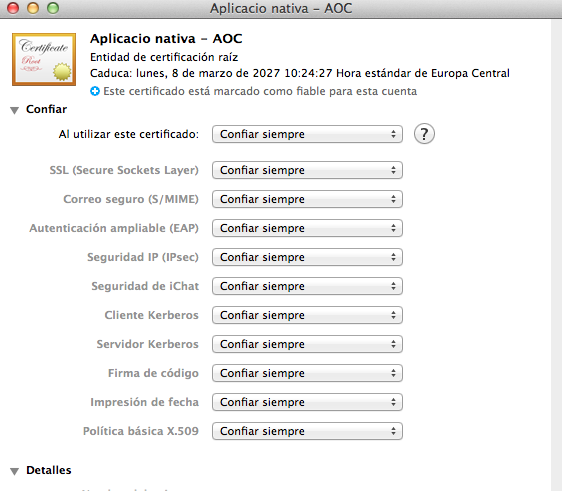 Aplicacio nativa – AOC
Certificate
Root
Aplicacio nativa – AOC
Entidad de certificación raíz
Caduca: lunes, 8 de marzo de 2027 10:24:27 Hora estándar de Europa Central
Este certificado está marcado como fiable para esta cuenta
Confiar
Al utilizar este certificado: Confiar siempre ?
SSL (Secure Sockets Layer) Confiar siempre
Correo seguro (S/MIME) Confiar siempre
Autenticación ampliable (EAP) Confiar siempre
Seguridad IP (IPsec) Confiar siempre
Seguridad de iChat Confiar siempre
Cliente Kerberos Confiar siempre
Servidor Kerberos Confiar siempre
Firma de código Confiar siempre
Impresión de fecha Confiar siempre
Política básica X.509 Confiar siempre
Detalles